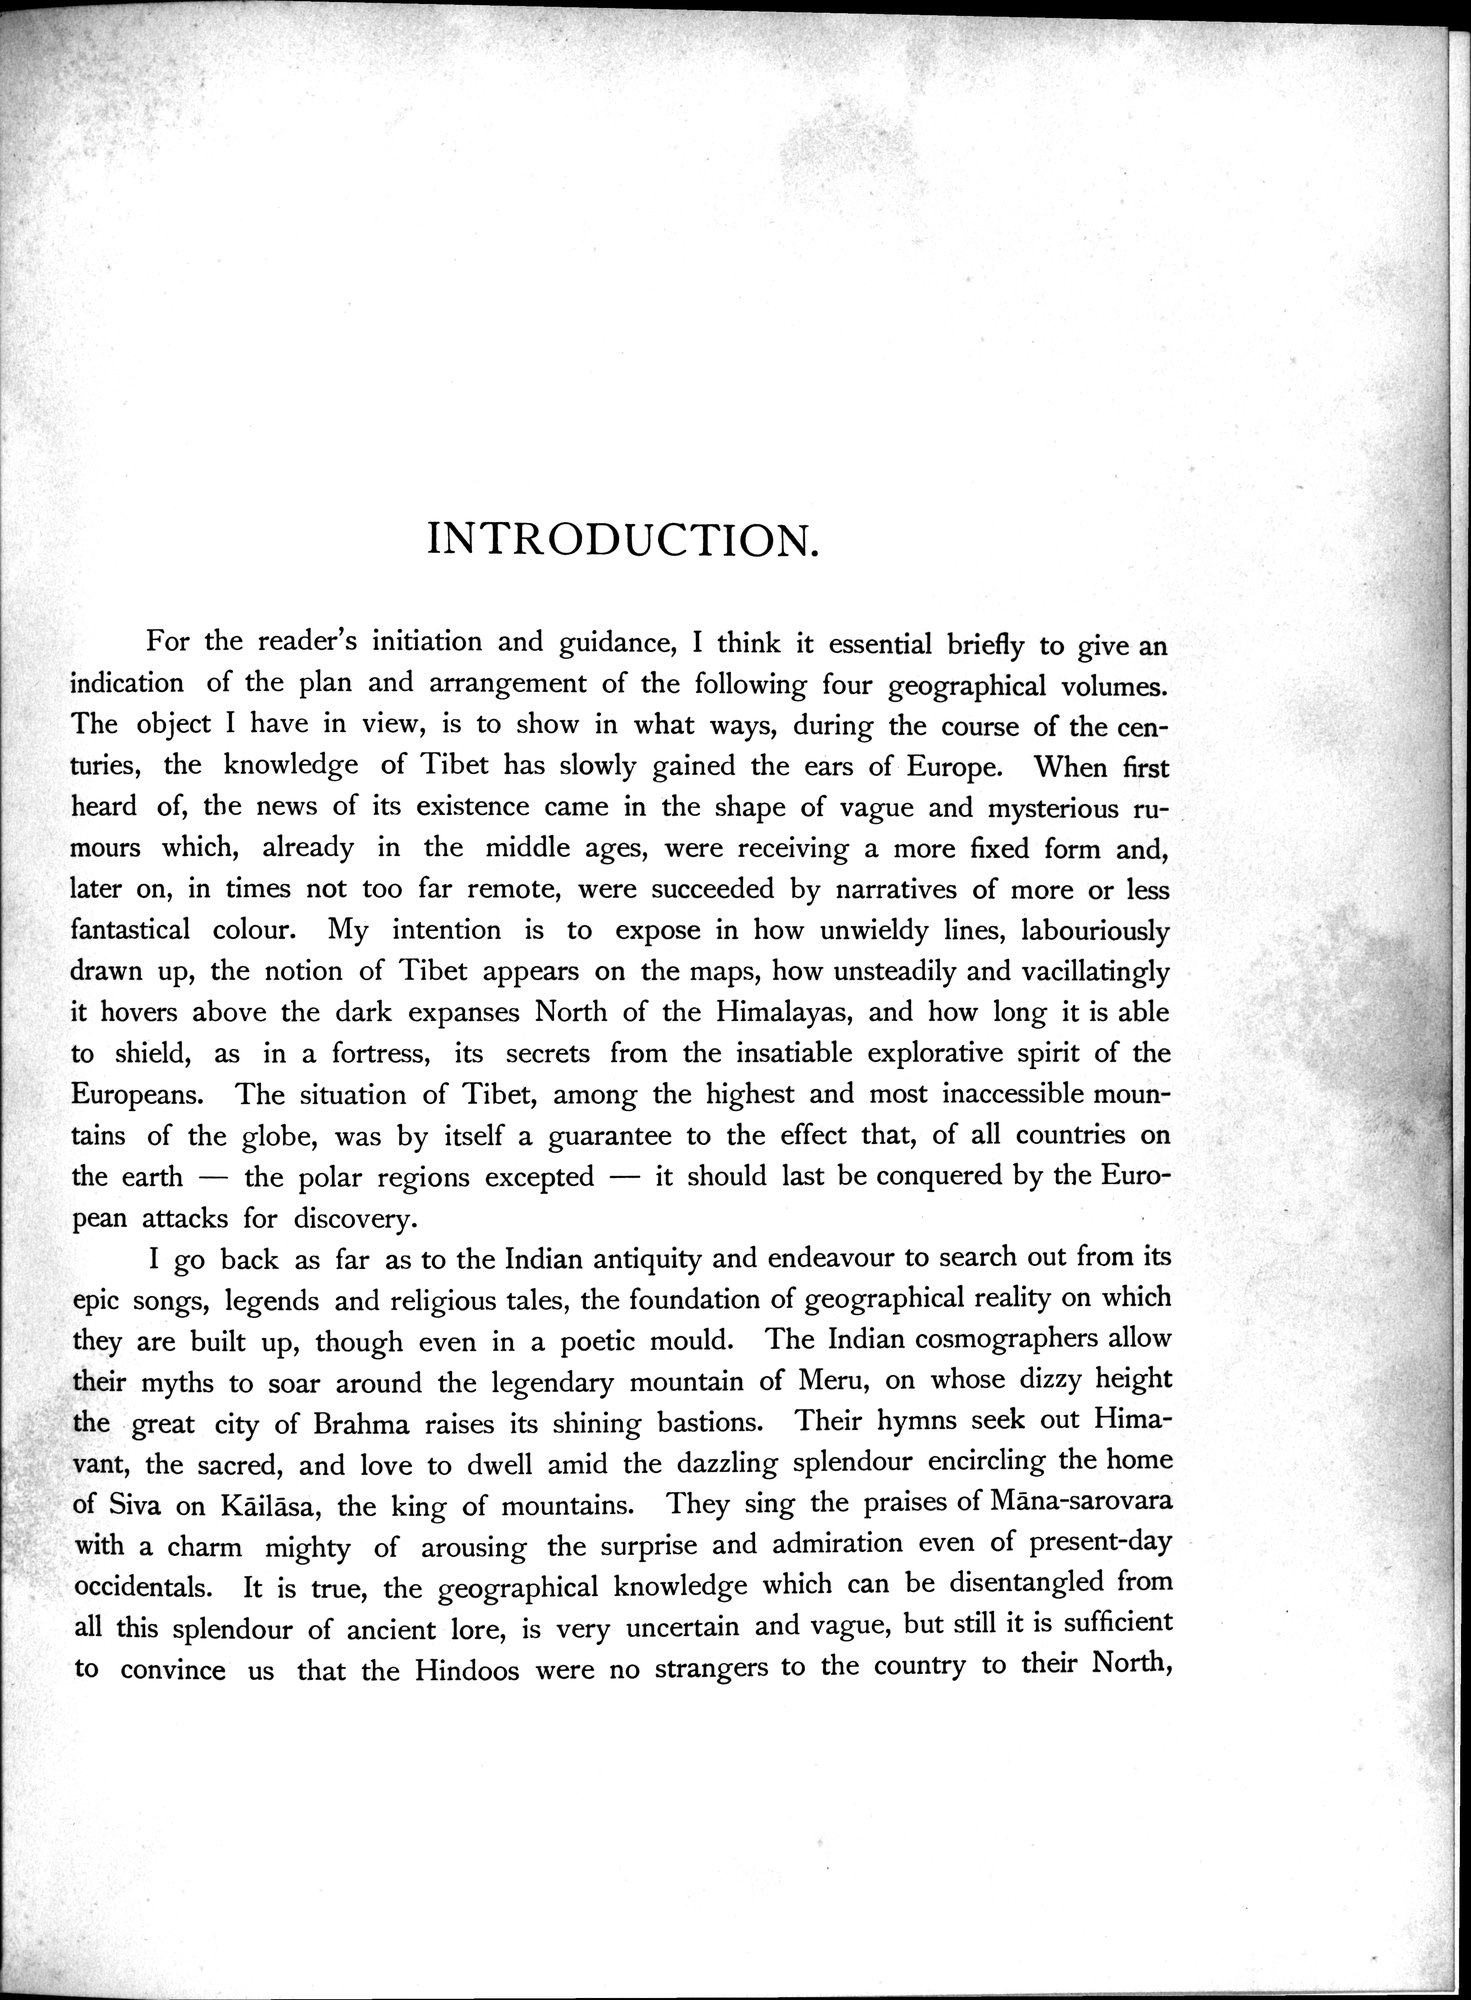 INTRODUCTION.
For the reader's initiation and guidance, I think it essential briefly to give an
indication of the plan and arrangement of the following four geographical volumes.
The object I have in view, is to show in what ways, during the course of the cen-
turies, the knowledge of Tibet has slowly gained the ears of Europe. When first
heard of, the news of its existence came in the shape of vague and mysterious ru-
mours which, already in the middle ages, were receiving a more fixed form and,
later on, in times not too far remote, were succeeded by narratives of more or less
fantastical colour. My intention is to expose in how unwieldy lines, labouriously
drawn up, the notion of Tibet appears on the maps, how unsteadily and vacillatingly
it hovers above the dark expanses North of the Himalayas, and how long it is able
to shield, as in a fortress, its secrets from the insatiable explorative spirit of the
Europeans. The situation of Tibet, among the highest and most inaccessible moun-
tains of the globe, was by itself a guarantee to the effect that, of all countries on
the earth — the polar regions excepted — it should last be conquered by the Euro-
pean attacks for discovery.
I go back as far as to the Indian antiquity and endeavour to search out from its
epic songs, legends and religious tales, the foundation of geographical reality on which
they are built up, though even in a poetic mould. The Indian cosmographers allow
their myths to soar around the legendary mountain of Meru, on whose dizzy height
the great city of Brahma raises its shining bastions. Their hymns seek out Hima-
vant, the sacred, and love to dwell amid the dazzling splendour encircling the home
of Siva on Kāilāsa, the king of mountains. They sing the praises of Māna-sarovara
with a charm mighty of arousing the surprise and admiration even of present-day
occidentals. It is true, the geographical knowledge which can be disentangled from
all this splendour of ancient lore, is very uncertain and vague, but still it is sufficient
to convince us that the Hindoos were no strangers to the country to their North,